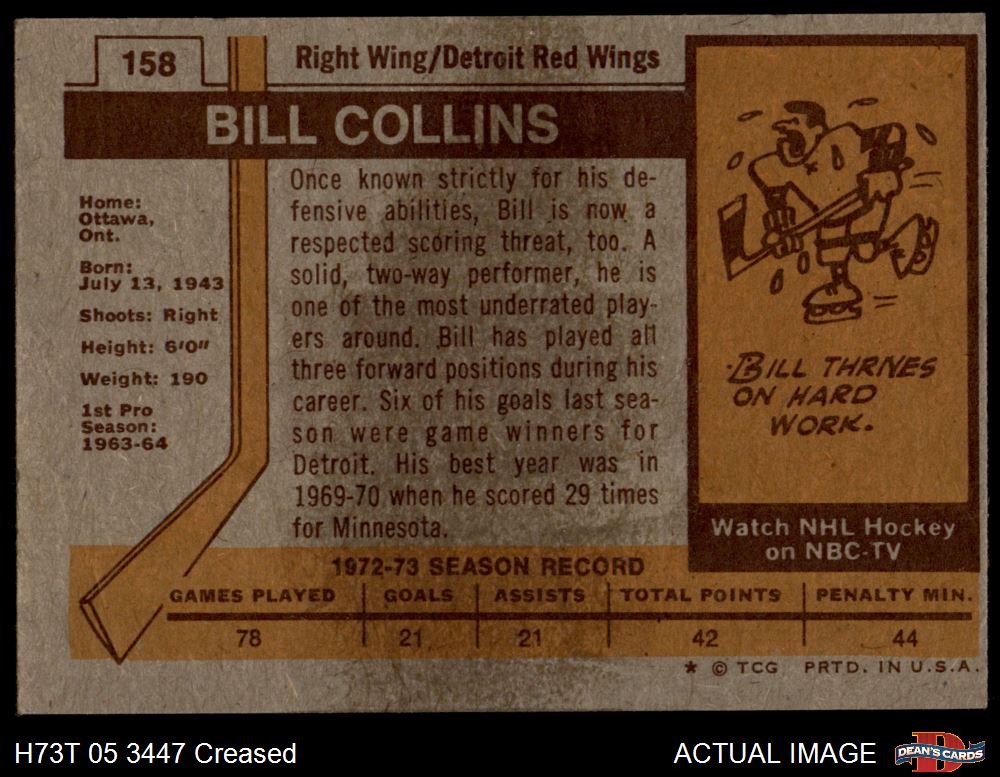 158
Right Wing/Detroit Red Wings
BILL COLLINS
Home:
Ottawa,
Ont.
Born:
July 13, 1943
Shoots: Right
Height: 6'0"
Weight: 190
1st Pro
Season:
1963-64
Once known strictly for his de-
fensive abilities, Bill is now a
respected scoring threat, too. A
solid, two-way performer, he is
one of the most underrated play-
ers around. Bill has played all
three forward positions during his
career. Six of his goals last sea-
son were game winners for
Detroit. His best year was in
1969-70 when he scored 29 times
for Minnesota.
BILL THRIVES
ON HARD
WORK.
Watch NHL Hockey
on NBC-TV
1972-73 SEASON RECORD
GAMES PLAYED GOALS ASSISTS TOTAL POINTS PENALTY MIN.
78 21 21 42 44
* © TCG PRTD. IN U.S.A.
H73T 05 3447 Creased
ACTUAL IMAGE
DEAN'S CARDS